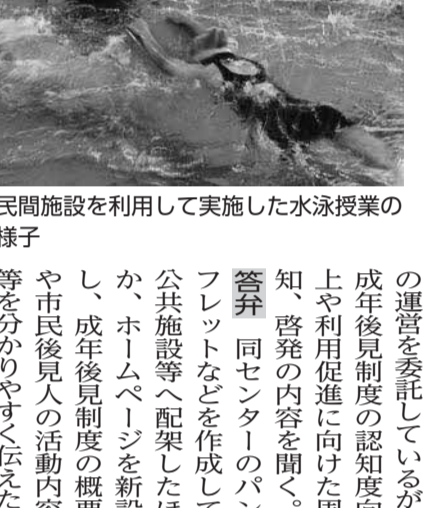 民間施設を利用して実施した水泳授業の
様子
の運営を委託しているが
成年後見制度の認知度向
上や利用促進に向けた周
知、啓発の内容を聞く。
答弁　同センターのパン
フレットなどを作成して
公共施設等へ配架したほ
か、ホームページを新設
し、成年後見制度の概要
や市民後見人の活動内容
等を分かりやすく伝えた